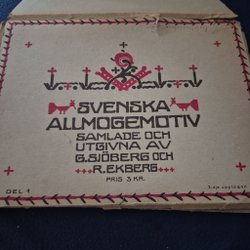 SVENSKA
ALLMOGEMOTIV
SAMLADE OCH
UTGIVNA AV
G. SJÖBERG OCH
R. EKBERG
PRIS 3 KR.
DEL 1